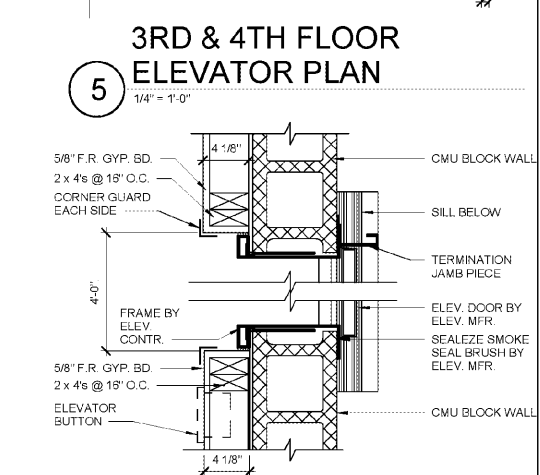 3RD & 4TH FLOOR
ELEVATOR PLAN
5
1/4" = 1'-0"
4 1/8"
5/8" F.R. GYP. BD.
2 x 4's @ 16" O.C.
CORNER GUARD
EACH SIDE
CMU BLOCK WALL
SILL BELOW
TERMINATION
JAMB PIECE
4'-0"
FRAME BY
ELEV.
CONTR.
ELEV. DOOR BY
ELEV. MFR.
SEALEZE SMOKE
SEAL BRUSH BY
ELEV. MFR.
5/8" F.R. GYP. BD.
2 x 4's @ 16" O.C.
ELEVATOR
BUTTON
CMU BLOCK WALL
4 1/8"